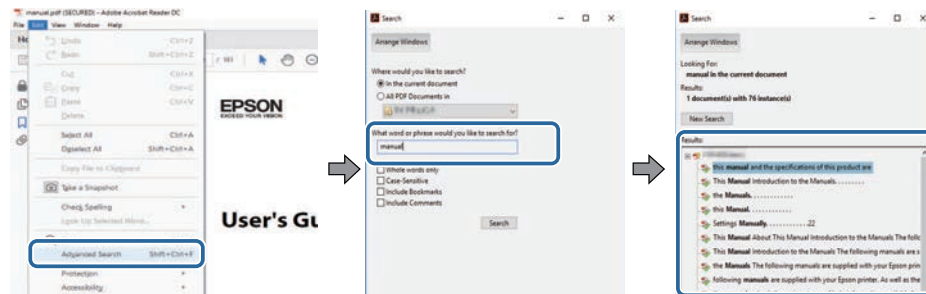 manual.pdf (SECURED) - Adobe Acrobat Reader DC
File Edit View Window Help
Undo Ctrl+Z
Redo Shift+Ctrl+Z
Cut Ctrl+X
Copy Ctrl+C
Paste Ctrl+V
Delete
Select All Ctrl+A
Deselect All Shift+Ctrl+A
Copy File to Clipboard
Take a Snapshot
Check Spelling
Look Up Selected Word...
Advanced Search Shift+Ctrl+F
Protection
Accessibility
EPSON
EXCEED YOUR VISION
User's Gu
Search
Arrange Windows
Where would you like to search?
In the current document
All PDF Documents in
What word or phrase would you like to search for?
manual
Whole words only
Case-Sensitive
Include Bookmarks
Include Comments
Search
Search
Arrange Windows
Looking For:
manual in the current document
Results:
1 document(s) with 76 instance(s)
New Search
Results:
this manual and the specifications of this product are
This Manual Introduction to the Manuals. . . . . . . . .
the Manuals. . . . . . . . . . . .
this Manual. . . . . . . . . . . .
Settings Manually. . . . . . . . . . . .22
This Manual About This Manual Introduction to the Manuals The follo
This Manual Introduction to the Manuals The following manuals are s
the Manuals The following manuals are supplied with your Epson prin
following manuals are supplied with your Epson printer. As well as the